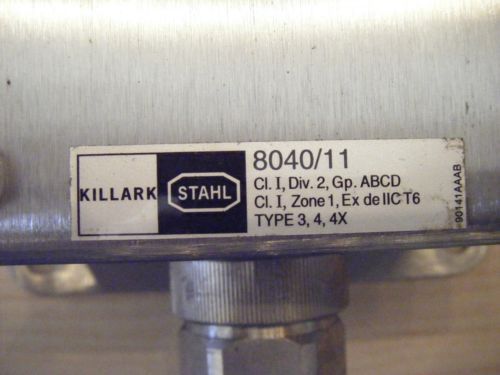 KILLARK
STAHL
8040/11
Cl. I, Div. 2, Gp. ABCD
Cl. I, Zone 1, Ex de IIC T6
TYPE 3, 4, 4X
90141AAAB